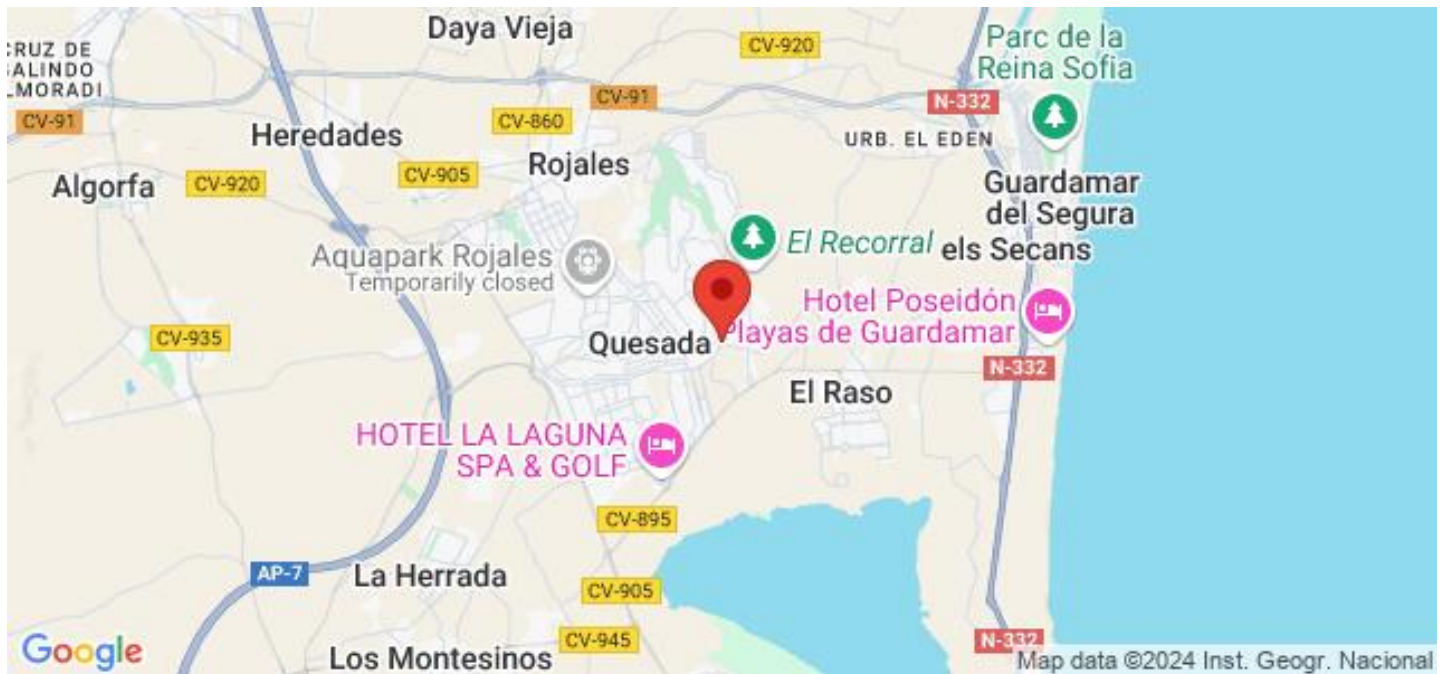 Daya Vieja
CV-920
Parc de la
Reina Sofia
CRUZ DE
GALINDO
ALMORADI
CV-91
CV-91
N-332
CV-860
Heredades
URB. EL EDEN
Rojales
CV-905
Algorfa
CV-920
Guardamar
del Segura
El Recorral
els Secans
Aquapark Rojales
Temporarily closed
Hotel Poseidón
Playas de Guardamar
CV-935
Quesada
N-332
El Raso
HOTEL LA LAGUNA
SPA & GOLF
CV-895
AP-7
La Herrada
CV-905
CV-945
N-332
Los Montesinos
Google
Map data ©2024 Inst. Geogr. Nacional